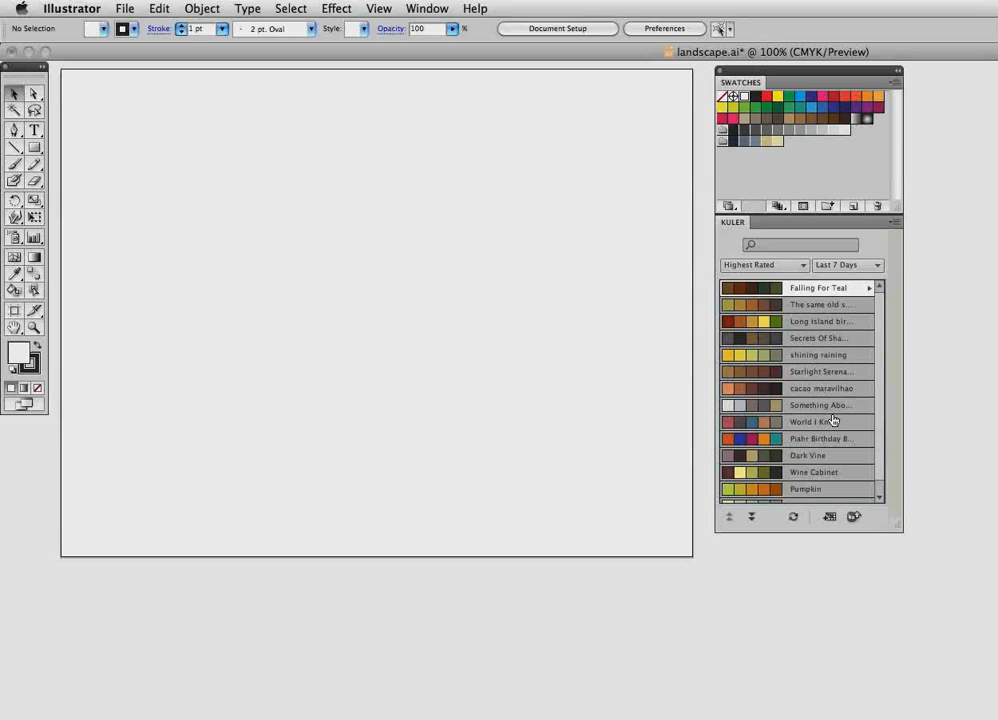 Illustrator File Edit Object Type Select Effect View Window Help
No Selection Stroke: 1 pt 2 pt. Oval Style: Opacity: 100 % Document Setup Preferences
landscape.ai* @ 100% (CMYK/Preview)
SWATCHES
KULER
Highest Rated Last 7 Days
Falling For Teal
The same old s...
Long Island bir...
Secrets Of Sha...
shining raining
Starlight Serena...
cacao maravilhao
Something Abo...
World I
Piahr Birthday B...
Dark Vine
Wine Cabinet
Pumpkin